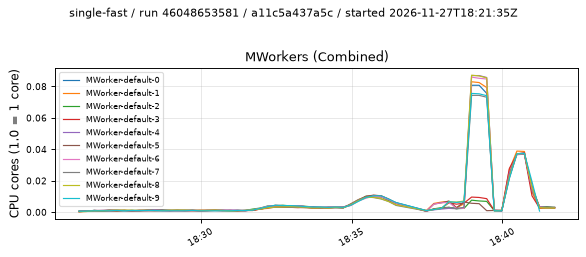 single-fast / run 46048653581 / a11c5a437a5c / started 2026-11-27T18:21:35Z
MWorkers (Combined)
CPU cores (1.0 = 1 core)
0.08
0.06
0.04
0.02
0.00
MWorker-default-0
MWorker-default-1
MWorker-default-2
MWorker-default-3
MWorker-default-4
MWorker-default-5
MWorker-default-6
MWorker-default-7
MWorker-default-8
MWorker-default-9
18:30
18:35
18:40